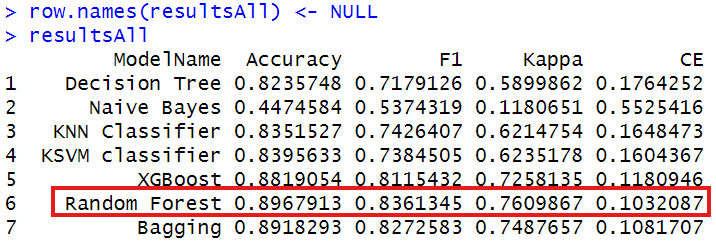 > row.names(resultsAll) <- NULL
> resultsAll
ModelName Accuracy F1 Kappa CE
1 Decision Tree 0.8235748 0.7179126 0.5899862 0.1764252
2 Naive Bayes 0.4474584 0.5374319 0.1180651 0.5525416
3 KNN Classifier 0.8351527 0.7426407 0.6214754 0.1648473
4 KSVM classifier 0.8395633 0.7384505 0.6235178 0.1604367
5 XGBoost 0.8819054 0.8115432 0.7258135 0.1180946
6 Random Forest 0.8967913 0.8361345 0.7609867 0.1032087
7 Bagging 0.8918293 0.8272583 0.7487657 0.1081707